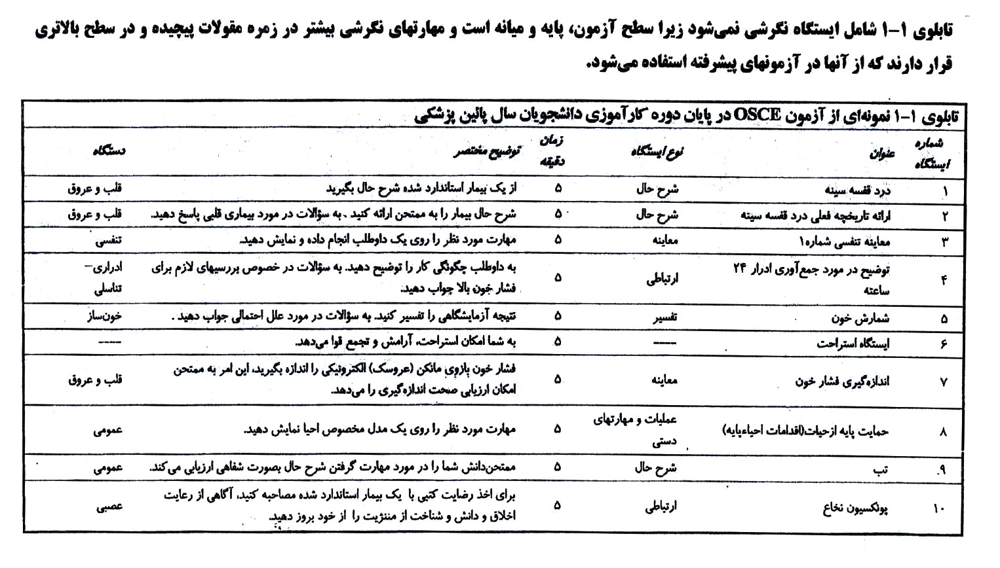 تابلوی ۱-۱ شامل ایستگاه نگرشی نمی‌شود زیرا سطح آزمون، پایه و میانه است و مهارتهای نگرشی بیشتر در زمره مقولات پیچیده و در سطح بالاتری
قرار دارند که از آنها در آزمونهای پیشرفته استفاده می‌شود.
تابلوی ۱-۱ نمونه‌ای از آزمون OSCE در پایان دوره کارآموزی دانشجویان سال پائین پزشکی
شماره ایستگاه عنوان نوع ایستگاه زمان دقیقه توضیح مختصر دستگاه
۱ درد قفسه سینه شرح حال ۵ از یک بیمار استاندارد شده شرح حال بگیرید قلب و عروق
۲ ارائه تاریخچه فعلی درد قفسه سینه شرح حال ۵ شرح حال بیمار را به ممتحن ارائه کنید . به سؤالات در مورد بیماری قلبی پاسخ دهید. قلب و عروق
۳ معاینه تنفسی شماره۱ معاینه ۵ مهارت مورد نظر را روی یک داوطلب انجام داده و نمایش دهید. تنفسی
۴ توضیح در مورد جمع‌آوری ادرار ۲۴ ارتباطی ۵ به داوطلب چگونگی کار را توضیح دهید. به سؤالات در خصوص بررسیهای لازم برای ادراری–
ساعته فشار خون بالا جواب دهید. تناسلی
۵ شمارش خون تفسیر ۵ نتیجه آزمایشگاهی را تفسیر کنید. به سؤالات در مورد علل احتمالی جواب دهید . خون‌ساز
۶ ایستگاه استراحت ---- ۵ به شما امکان استراحت، آرامش و تجمع قوا می‌دهد. ----
۷ اندازه‌گیری فشار خون معاینه ۵ فشار خون بازوی مانکن (عروسک) الکترونیکی را اندازه بگیرید، این امر به ممتحن قلب و عروق
امکان ارزیابی صحت اندازه‌گیری را می‌دهد.
۸ حمایت پایه از حیات(اقدامات احیاءپایه) عملیات و مهارتهای ۵ مهارت مورد نظر را روی یک مدل مخصوص احیا نمایش دهید. عمومی
دستی
۹ تب شرح حال ۵ ممتحن‌دانش شما را در مورد مهارت گرفتن شرح حال بصورت شفاهی ارزیابی می‌کند. عمومی
۱۰ پونکسیون نخاع ارتباطی ۵ برای اخذ رضایت کتبی با یک بیمار استاندارد شده مصاحبه کنید، آگاهی از رعایت عصبی
اخلاق و دانش و شناخت از مننژیت را از خود بروز دهید.